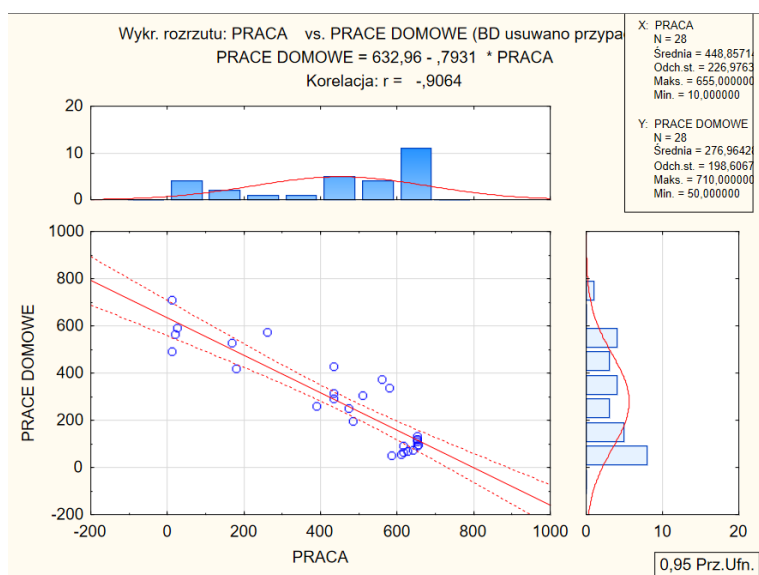 Wykr. rozrzutu: PRACA vs. PRACE DOMOWE (BD usuwano
PRACE DOMOWE = 632,96 - ,7931 * PRACA
Korelacja: r = -,9064
X: PRACA
N = 28
Średnia = 448,85714
Odch.st. = 226,9763
Maks. = 655,000000
Min. = 10,000000
Y: PRACE DOMOWE
N = 28
Średnia = 276,96428
Odch.st. = 198,6067
Maks. = 710,000000
Min. = 50,000000
20
10
0
1000
800
600
400
200
0
-200
PRACE DOMOWE
-200 0 200 400 600 800 1000
PRACA
0 10 20
0,95 Prz.Ufn.